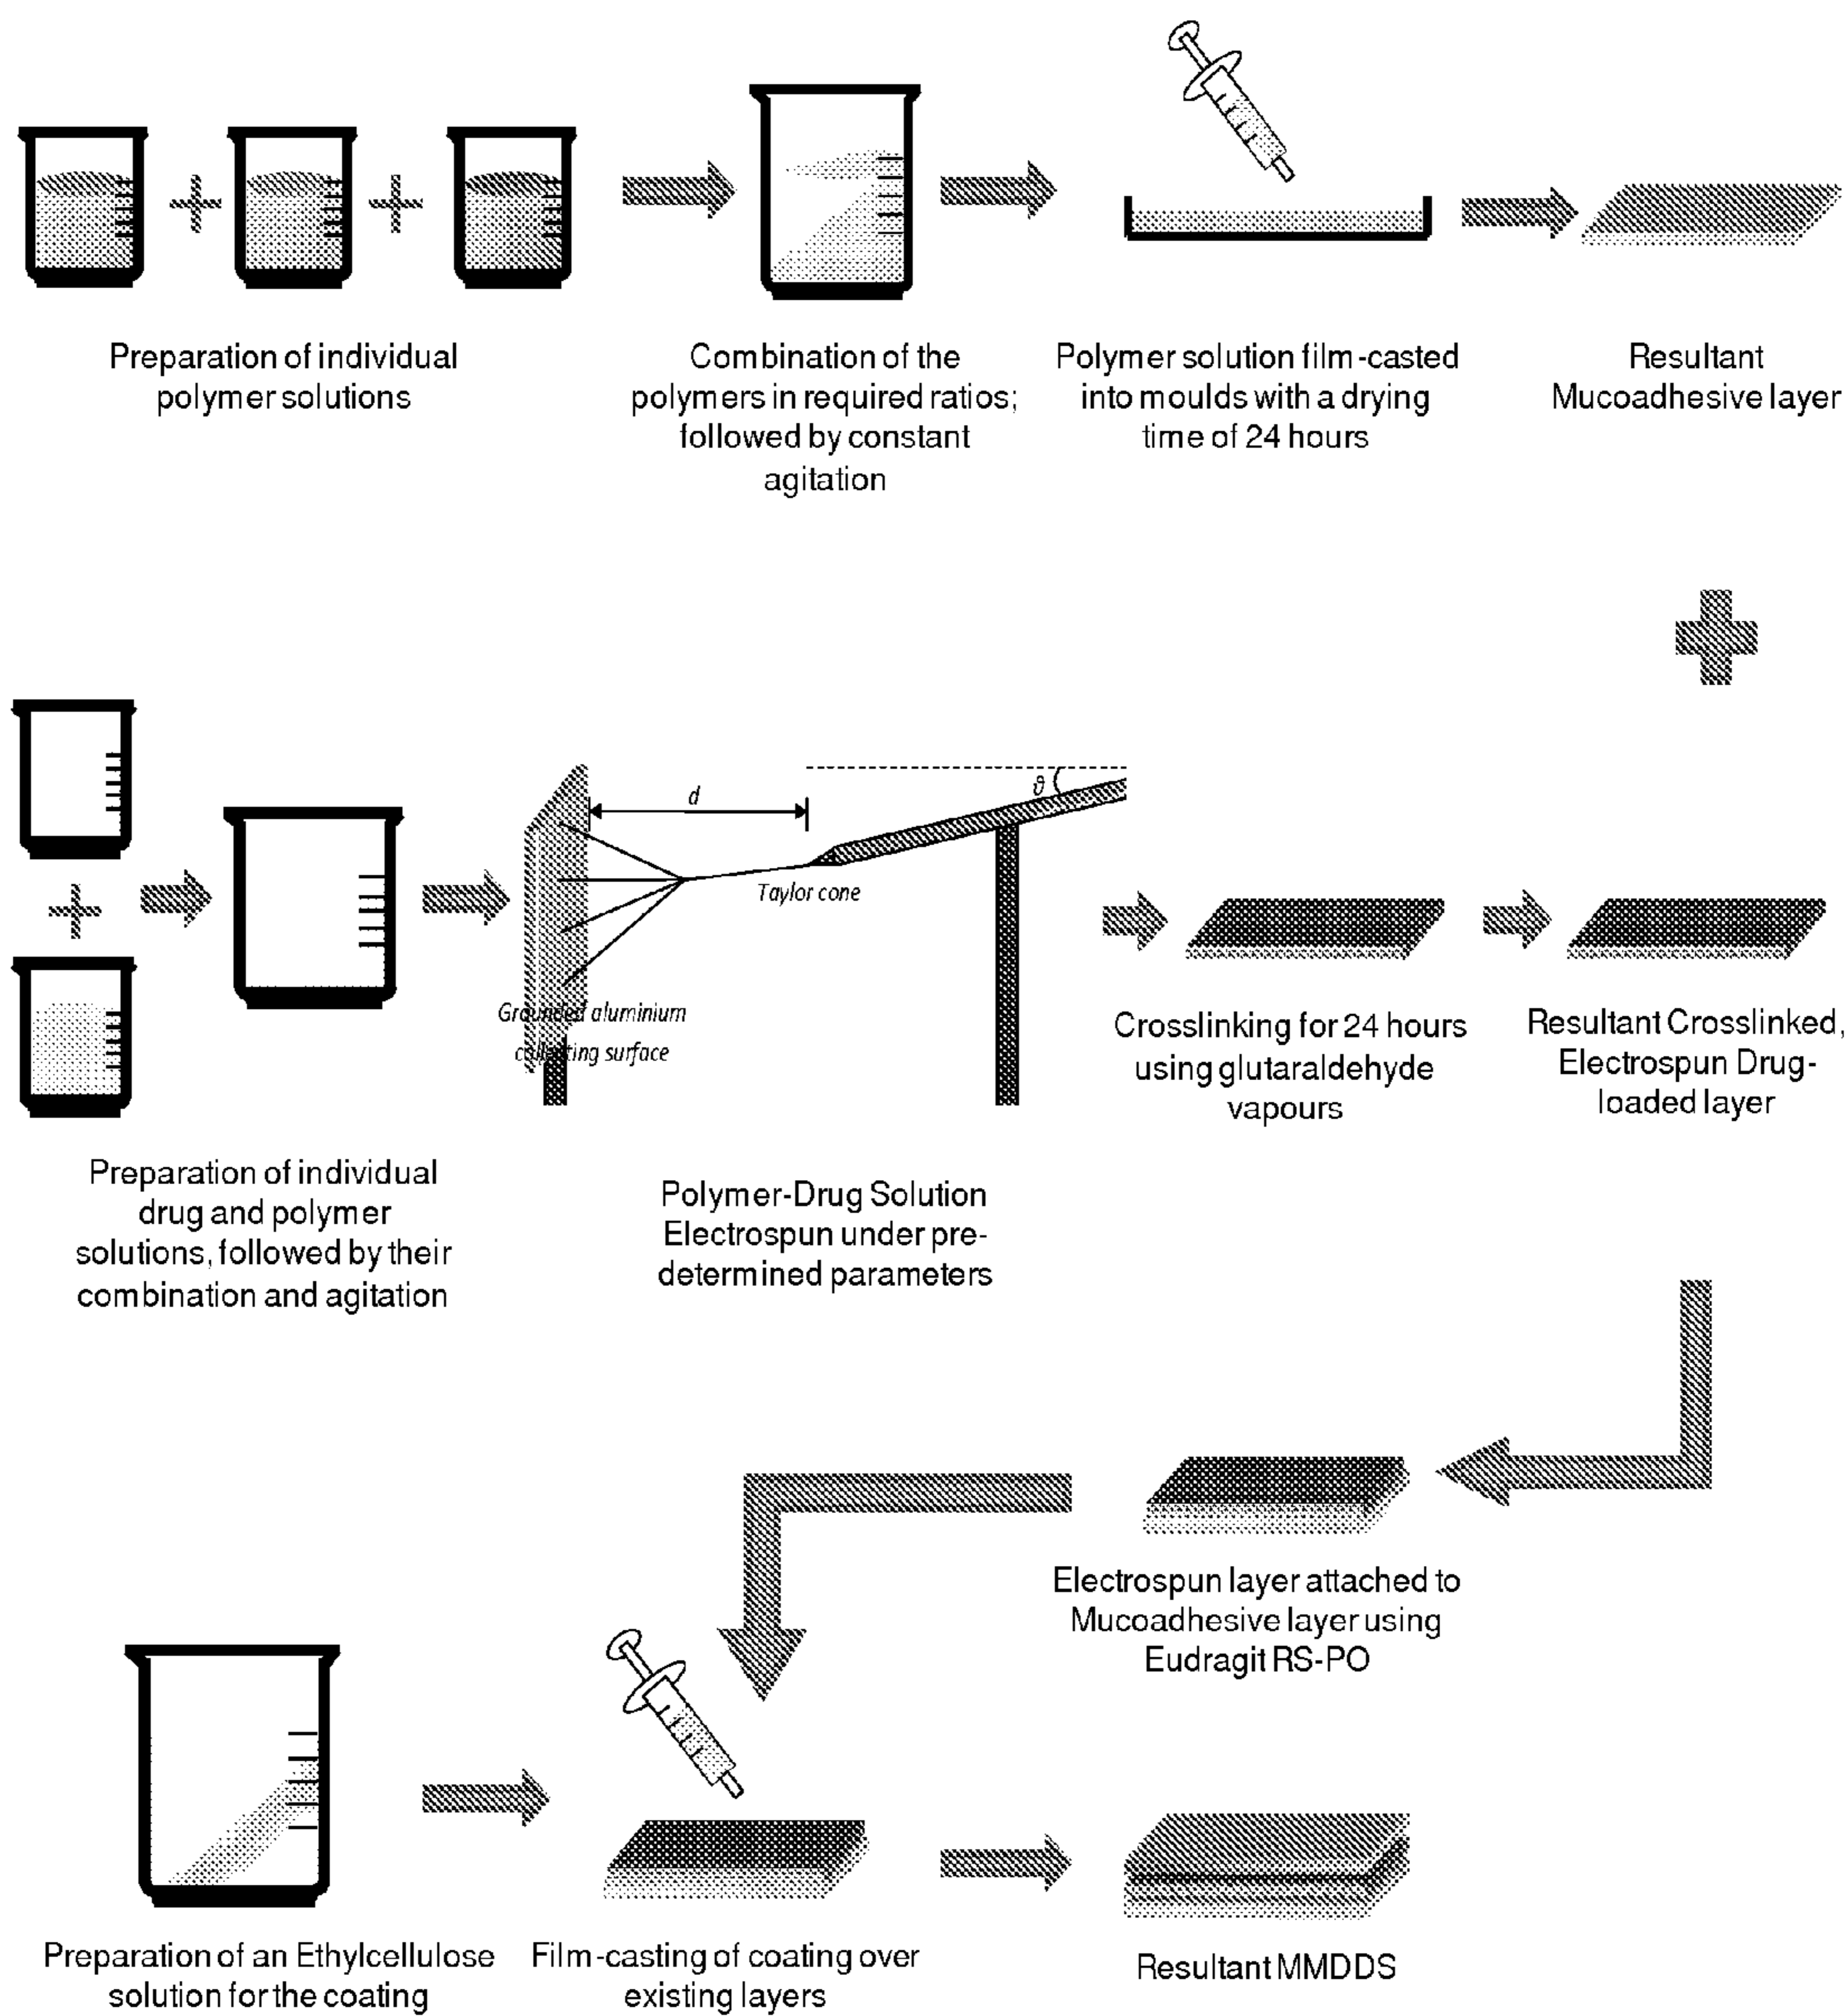 Preparation of individual
polymer solutions
Combination of the
polymers in required ratios;
followed by constant
agitation
Polymer solution film-casted
into moulds with a drying
time of 24 hours
Resultant
Mucoadhesive layer
d
ϑ
Taylor cone
Grounded aluminium
collecting surface
Preparation of individual
drug and polymer
solutions, followed by their
combination and agitation
Polymer-Drug Solution
Electrospun under pre-
determined parameters
Crosslinking for 24 hours
using glutaraldehyde
vapours
Resultant Crosslinked,
Electrospun Drug-
loaded layer
Electrospun layer attached to
Mucoadhesive layer using
Eudragit RS-PO
Preparation of an Ethylcellulose
solution for the coating
Film-casting of coating over
existing layers
Resultant MMDDS